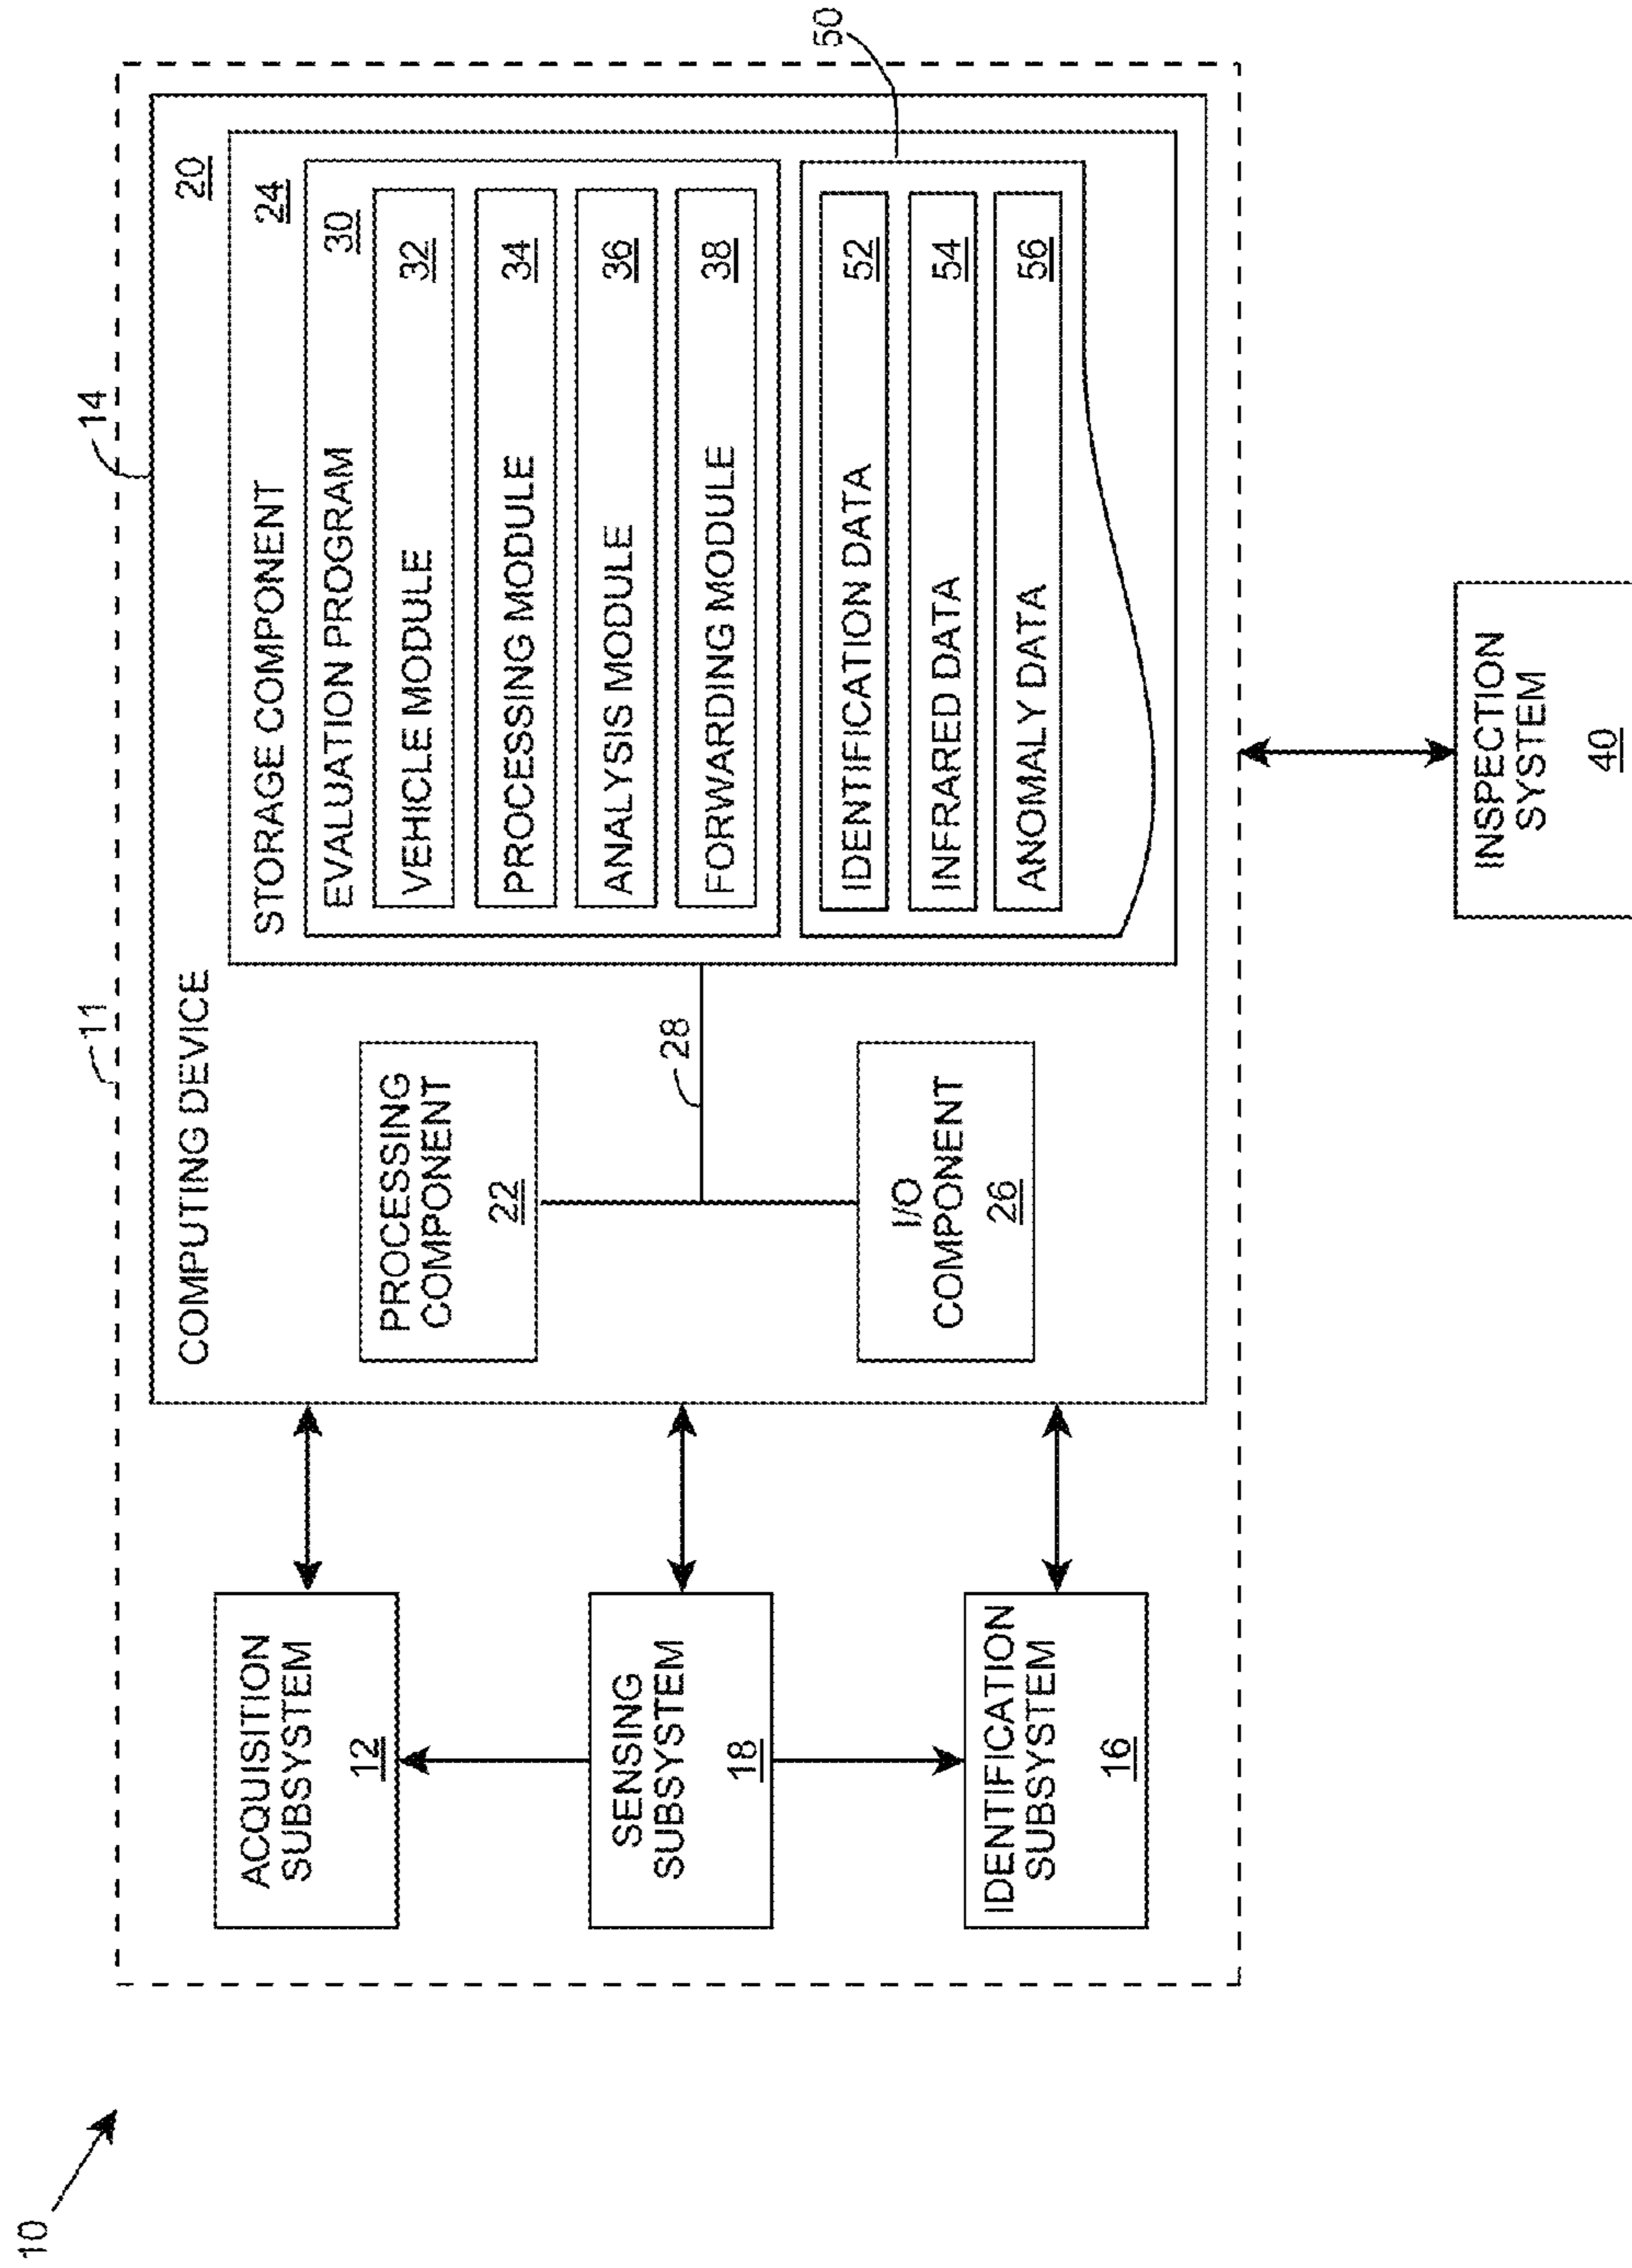 10
11
14
ACQUISITION
SUBSYSTEM
12
SENSING
SUBSYSTEM
18
IDENTIFICATION
SUBSYSTEM
16
COMPUTING DEVICE
20
PROCESSING
COMPONENT
22
28
I/O
COMPONENT
26
STORAGE COMPONENT
24
EVALUATION PROGRAM
30
VEHICLE MODULE
32
PROCESSING MODULE
34
ANALYSIS MODULE
36
FORWARDING MODULE
38
50
IDENTIFICATION DATA
52
INFRARED DATA
54
ANOMALY DATA
56
INSPECTION
SYSTEM
40